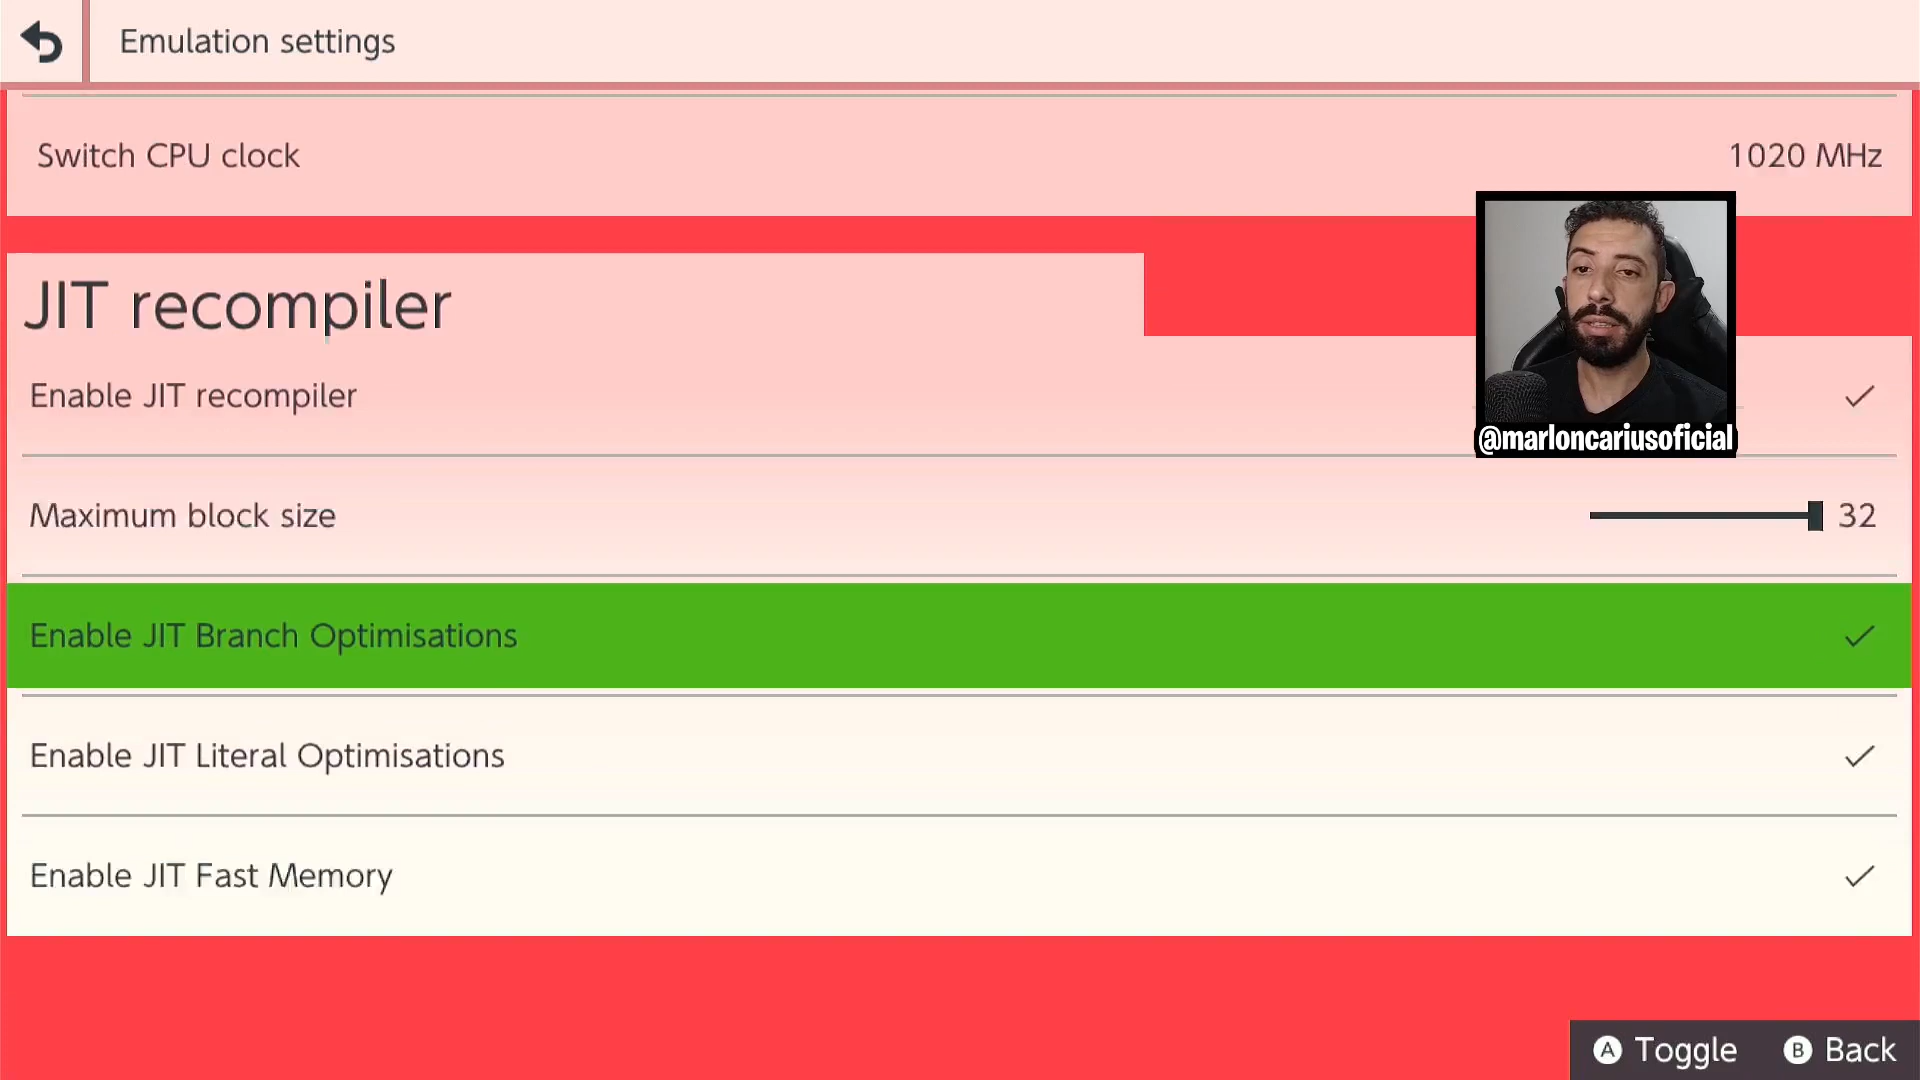 Emulation settings
Switch CPU clock 1020 MHz
JIT recompiler
Enable JIT recompiler
@marloncariusoficial
Maximum block size 32
Enable JIT Branch Optimisations
Enable JIT Literal Optimisations
Enable JIT Fast Memory
A Toggle B Back